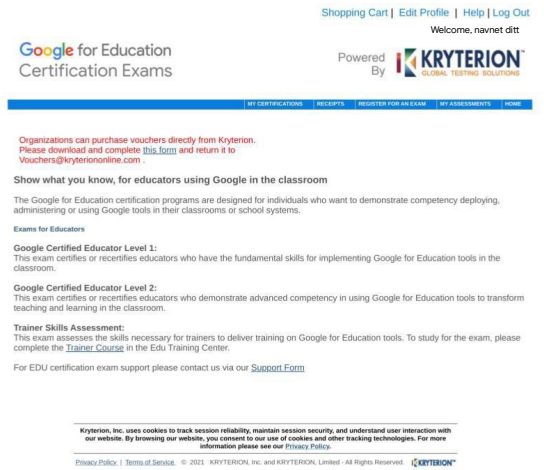 Shopping Cart | Edit Profile | Help | Log Out
Welcome, navnet ditt
Google for Education
Certification Exams
Powered
By
KRYTERION™
GLOBAL TESTING SOLUTIONS
MY CERTIFICATIONS | RECEIPTS | REGISTER FOR AN EXAM | MY ASSESSMENTS | HOME
Organizations can purchase vouchers directly from Kryterion.
Please download and complete this form and return it to
Vouchers@kryteriononline.com .
Show what you know, for educators using Google in the classroom
The Google for Education certification programs are designed for individuals who want to demonstrate competency deploying,
administering or using Google tools in their classrooms or school systems.
Exams for Educators
Google Certified Educator Level 1:
This exam certifies or recertifies educators who have the fundamental skills for implementing Google for Education tools in the
classroom.
Google Certified Educator Level 2:
This exam certifies or recertifies educators who demonstrate advanced competency in using Google for Education tools to transform
teaching and learning in the classroom.
Trainer Skills Assessment:
This exam assesses the skills necessary for trainers to deliver training on Google for Education tools. To study for the exam, please
complete the Trainer Course in the Edu Training Center.
For EDU certification exam support please contact us via our Support Form
Kryterion, Inc. uses cookies to track session reliability, maintain session security, and understand user interaction with
our website. By browsing our website, you consent to our use of cookies and other tracking technologies. For more
information please see our Privacy Policy.
Privacy Policy | Terms of Service © 2021 KRYTERION, Inc. and KRYTERION, Limited - All Rights Reserved. KRYTERION™